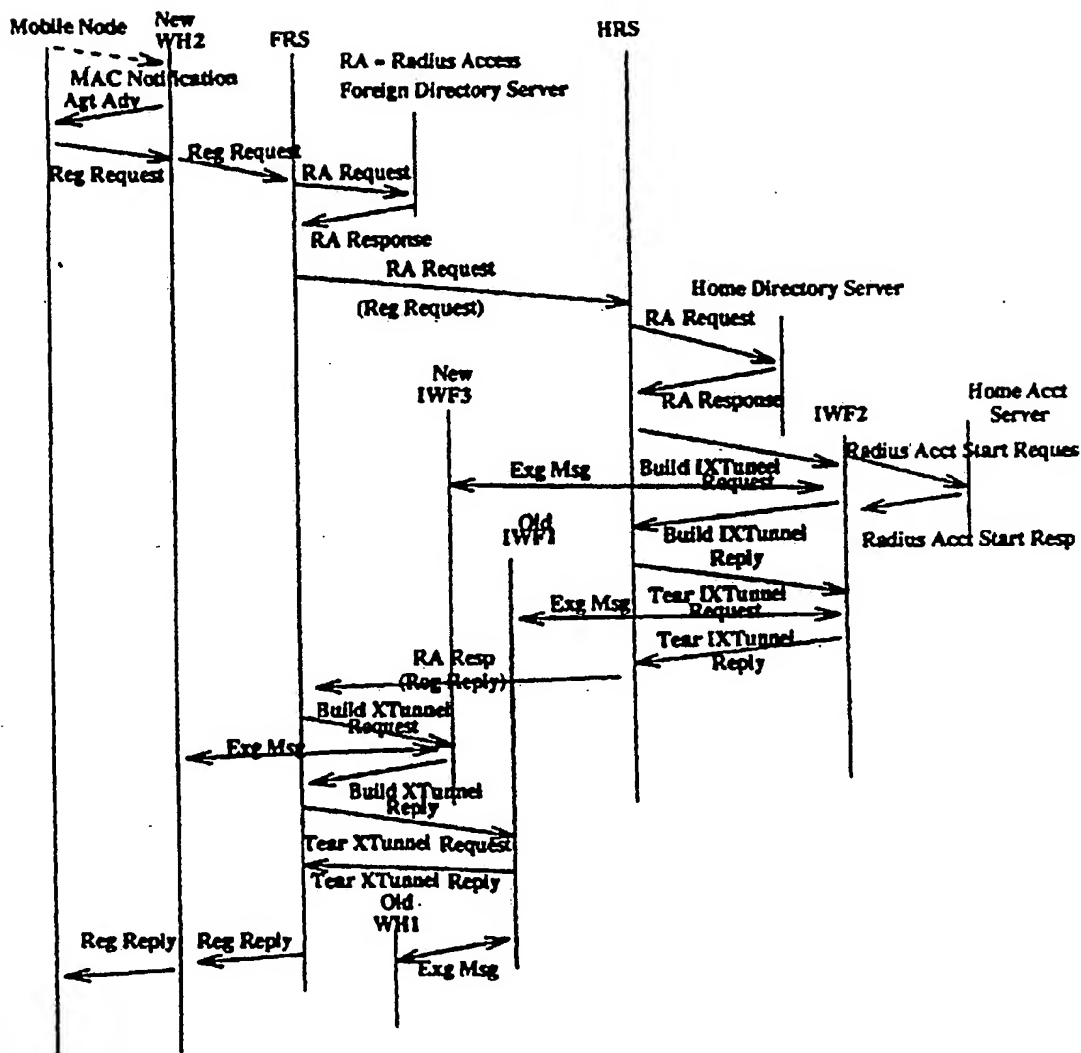 Mobile Node
New
WH2
FRS
HRS
RA – Radius Access
Foreign Directory Server
MAC Notification
Agt Adv
Reg Request
Reg Request
RA Request
RA Response
RA Request
(Reg Request)
Home Directory Server
RA Request
RA Response
New
IWF3
IWF2
Home Acct
Server
Radius Acct Start Reques
Exg Msg
Build IXTunnel
Request
Radius Acct Start Resp
Old
IWF1
Build IXTunnel
Reply
Exg Msg
Tear IXTunnel
Request
Tear IXTunnel
Reply
RA Resp
(Reg Reply)
Build XTunnel
Request
Exg Msg
Build XTunnel
Reply
Tear XTunnel Request
Tear XTunnel Reply
Old
WH1
Reg Reply
Reg Reply
Exg Msg